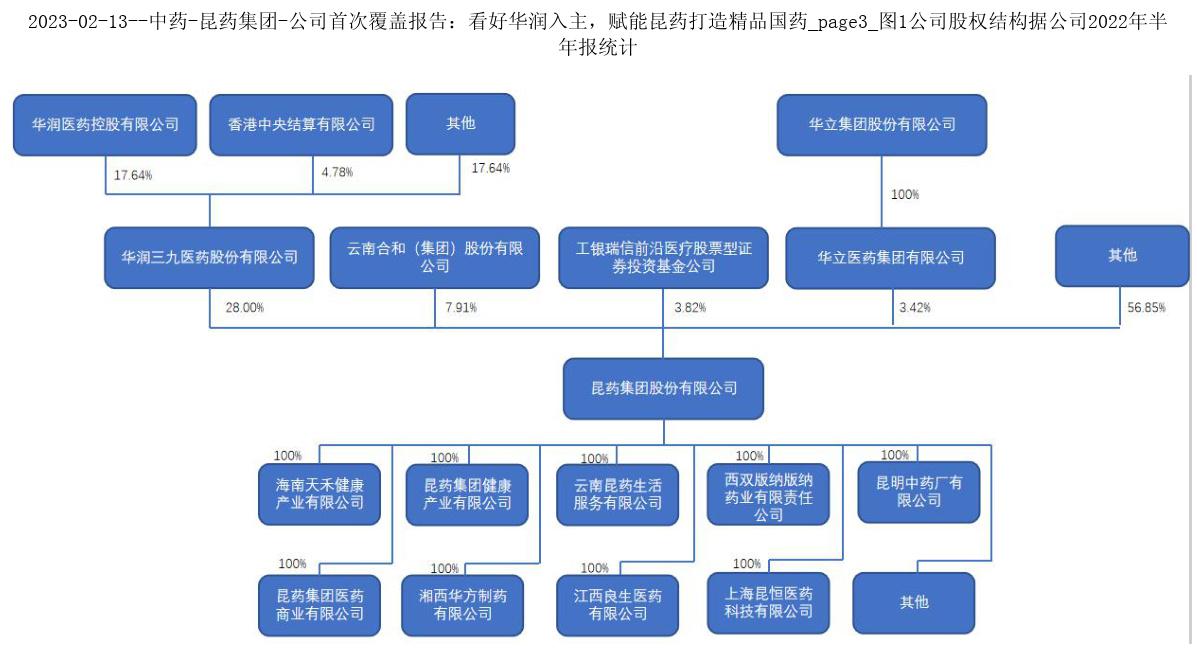 2023-02-13--中药-昆药集团-公司首次覆盖报告：看好华润入主，赋能昆药打造精品国药_page3_图1公司股权结构据公司2022年半
年报统计
华润医药控股有限公司
香港中央结算有限公司
其他
华立集团股份有限公司
17.64%
4.78%
17.64%
100%
华润三九医药股份有限公司
云南合和（集团）股份有限
公司
工银瑞信前沿医疗股票型证
券投资基金公司
华立医药集团有限公司
其他
28.00%
7.91%
3.82%
3.42%
56.85%
昆药集团股份有限公司
100%
100%
100%
100%
100%
海南天禾健康
产业有限公司
昆药集团健康
产业有限公司
云南昆药生活
服务有限公司
西双版纳版纳
药业有限责任
公司
昆明中药厂有
限公司
100%
100%
100%
100%
昆药集团医药
商业有限公司
湘西华方制药
有限公司
江西良生医药
有限公司
上海昆恒医药
科技有限公司
其他